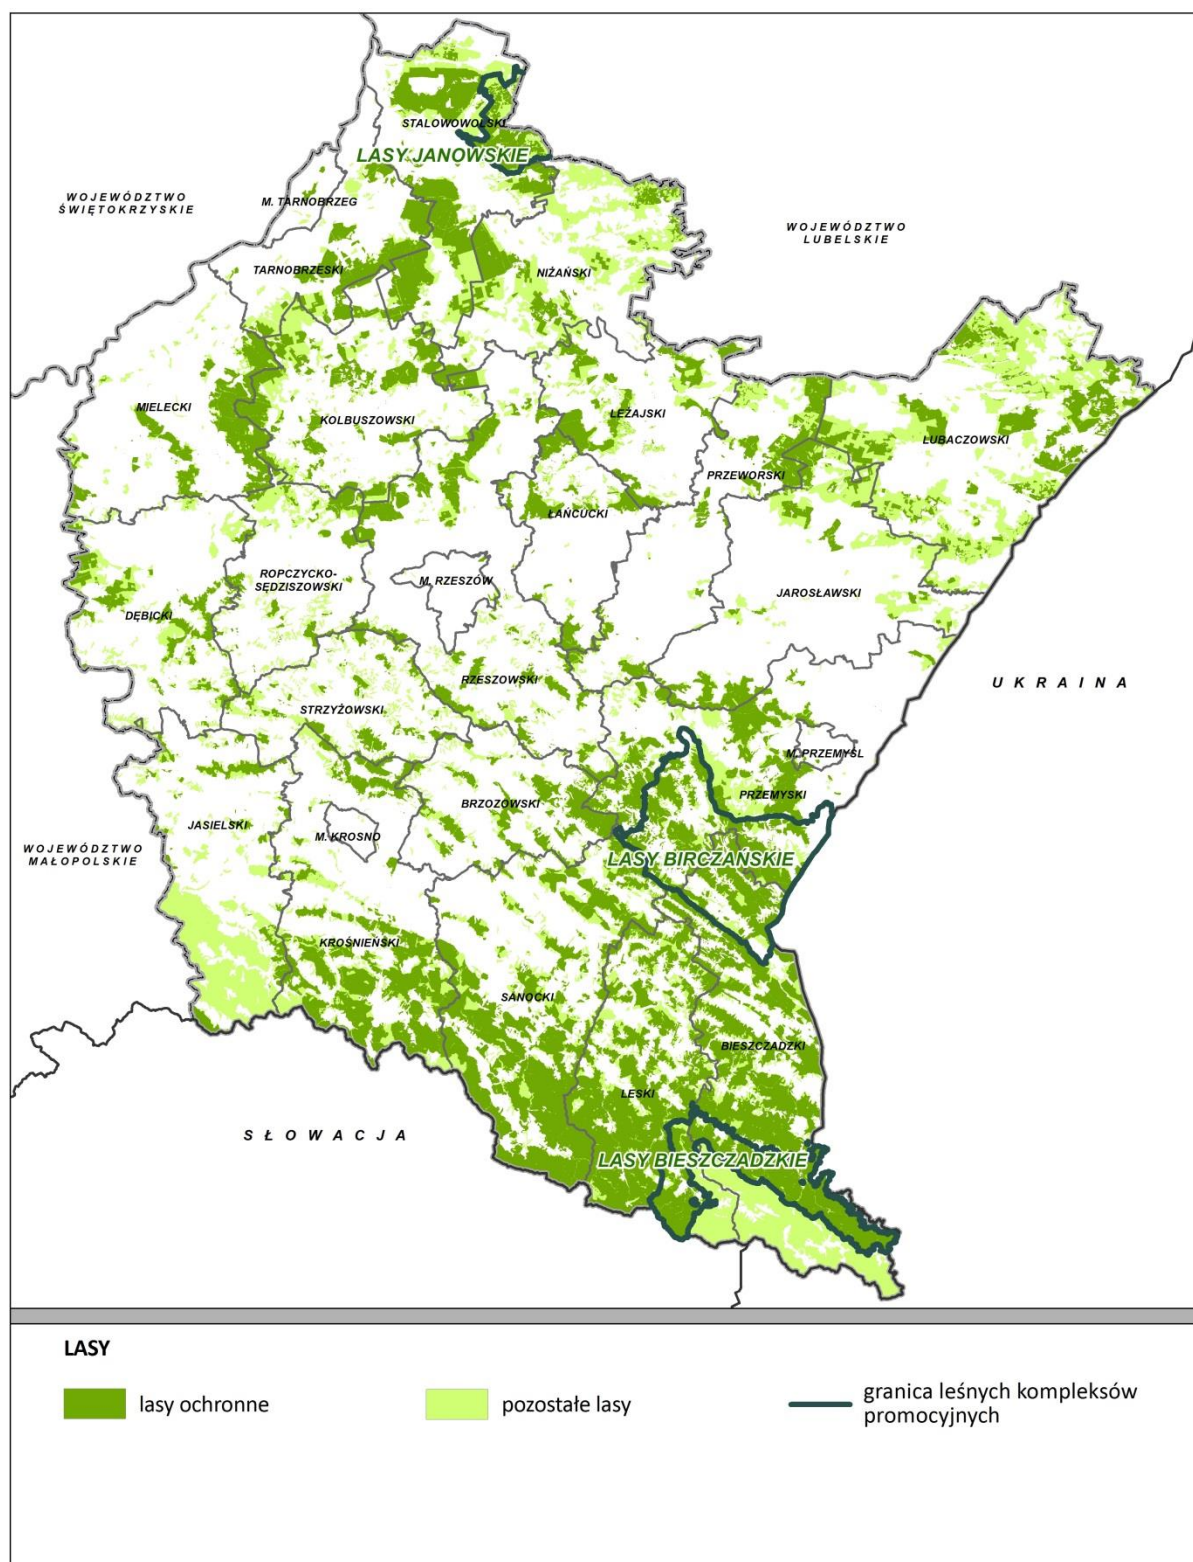 STALOWOWOLSKI
LASY JANOWSKIE
WOJEWÓDZTWO
ŚWIĘTOKRZYSKIE
M. TARNOBRZEG
WOJEWÓDZTWO
LUBELSKIE
TARNOBRZESKI
NIŻAŃSKI
MIELECKI
KOLBUSZOWSKI
LEŻAJSKI
LUBACZOWSKI
PRZEWORSKI
ŁAŃCUCKI
ROPCZYCKO-
SĘDZISZOWSKI
M. RZESZÓW
JAROSŁAWSKI
DĘBICKI
RZESZOWSKI
UKRAINA
STRZYŻOWSKI
M. PRZEMYŚL
PRZEMYSKI
BRZOZOWSKI
JASIELSKI
M. KROSNO
WOJEWÓDZTWO
MAŁOPOLSKIE
LASY BIRCZAŃSKIE
KROŚNIEŃSKI
SANOCKI
BIESZCZADZKI
LESKI
SŁOWACJA
LASY BIESZCZADZKIE
LASY
lasy ochronne
pozostałe lasy
granica leśnych kompleksów
promocyjnych